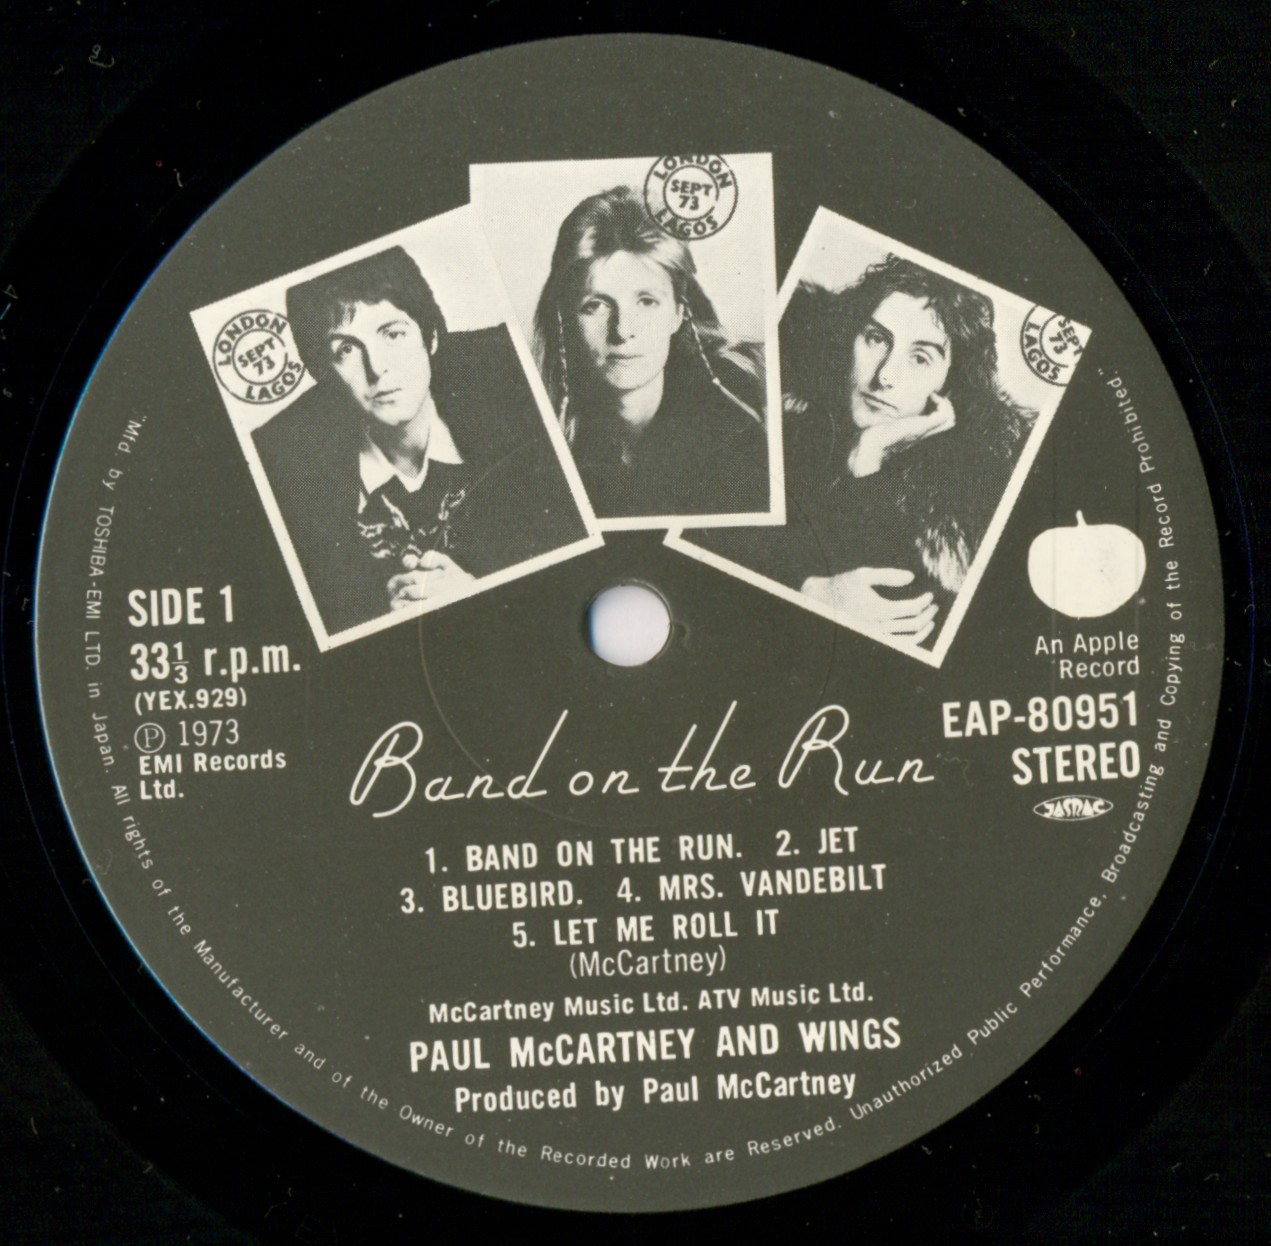 LONDON
SEPT
73
LAGOS
LONDON
SEPT
73
LAGOS
SEPT
73
"Mfd by TOSHIBA-EMI LTD. in Japan. All rights of the Manufacturer and of the Owner of the Recorded Work are Reserved. Unauthorized Public Performance, Broadcasting and Copying of the Record Prohibited."
SIDE 1
33⅓ r.p.m.
(YEX.929)
Ⓟ 1973
EMI Records
Ltd.
An Apple
Record
EAP-80951
STEREO
JASRAC
Band on the Run
1. BAND ON THE RUN. 2. JET
3. BLUEBIRD. 4. MRS. VANDEBILT
5. LET ME ROLL IT
(McCartney)
McCartney Music Ltd. ATV Music Ltd.
PAUL McCARTNEY AND WINGS
Produced by Paul McCartney